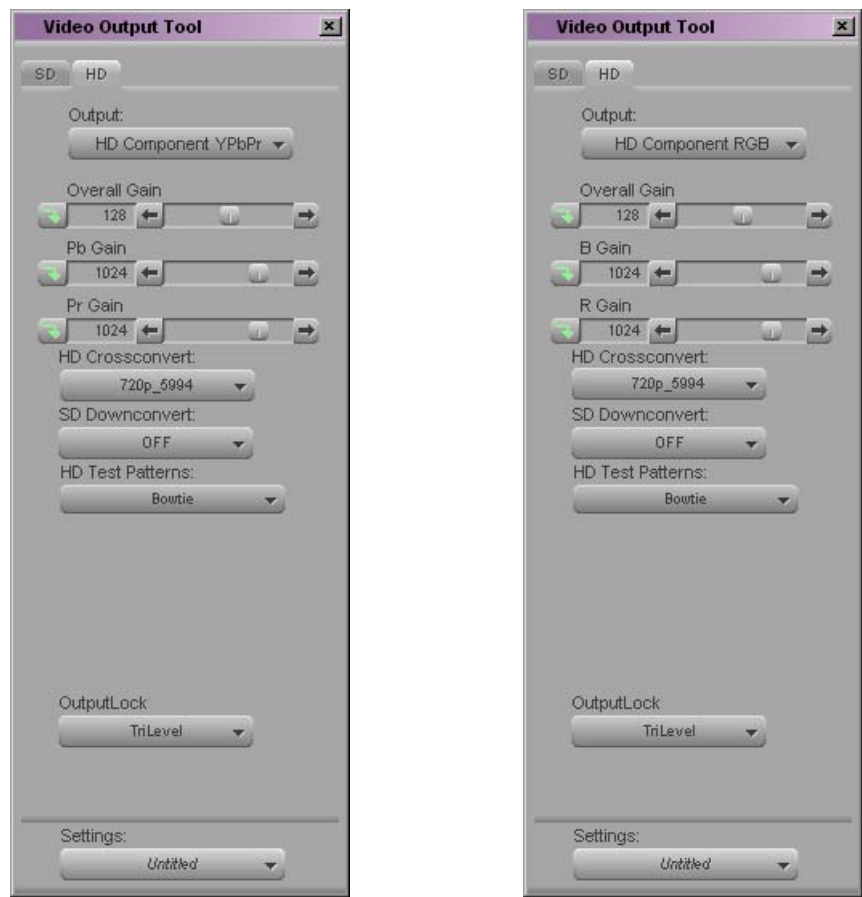 Video Output Tool
SD HD
Output:
HD Component YPbPr
Overall Gain
128
Pb Gain
1024
Pr Gain
1024
HD Crossconvert:
720p_5994
SD Downconvert:
OFF
HD Test Patterns:
Bowtie
OutputLock
TriLevel
Settings:
Untitled
Video Output Tool
SD HD
Output:
HD Component RGB
Overall Gain
128
B Gain
1024
R Gain
1024
HD Crossconvert:
720p_5994
SD Downconvert:
OFF
HD Test Patterns:
Bowtie
OutputLock
TriLevel
Settings:
Untitled